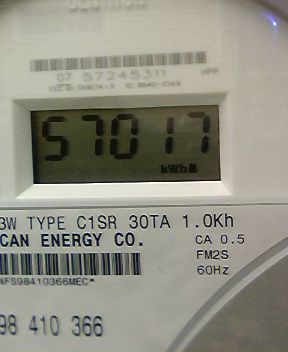 07 57245311
57017
kWh
3W TYPE C1SR 30TA 1.0Kh
CAN ENERGY CO.
CA 0.5
FM2S
60Hz
NFS98410366MEC*
98 410 366